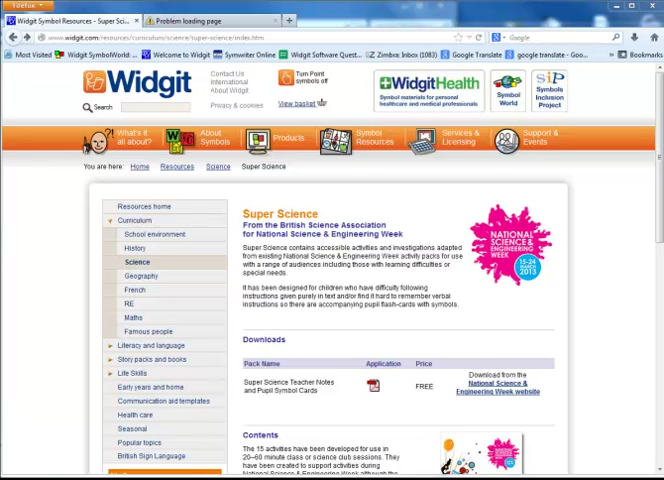 Firefox
Widgit Symbol Resources - Super Sci...
Problem loading page
www.widgit.com/resources/curriculum/science/super-science/index.htm
Google
Most Visited
Widgit SymbolWorld:
Welcome to Widgit
Symwriter Online
Widgit Software Quest...
Zimbra: Inbox (1083)
Google Translate
google translate - Goo...
Bookmarks
Widgit
Search
Contact Us
International
About Widgit
Privacy & cookies
Turn Point
symbols off
View basket
WidgitHealth
Symbol materials for personal
healthcare and medical professionals
Symbol
World
SiP
Symbols
Inclusion
Project
What's it
all about?
About
Symbols
Products
Symbol
Resources
Services &
Licensing
Support &
Events
You are here: Home Resources Science Super Science
Resources home
Curriculum
School environment
History
Science
Geography
French
RE
Maths
Famous people
Literacy and language
Story packs and books
Life Skills
Early years and home
Communication aid templates
Health care
Seasonal
Popular topics
British Sign Language
Super Science
From the British Science Association
for National Science & Engineering Week
Super Science contains accessible activities and investigations adapted
from existing National Science & Engineering Week activity packs for use
with a range of audiences including those with learning difficulties or
special needs.
It has been designed for children who have difficulty following
instructions given purely in text and/or find it hard to remember verbal
instructions so there are accompanying pupil flash-cards with symbols.
NATIONAL
SCIENCE &
ENGINEERING
WEEK
15-24
MARCH
2013
Downloads
Pack Name Application Price
Super Science Teacher Notes
and Pupil Symbol Cards
FREE
Download from the
National Science &
Engineering Week website
Contents
The 15 activities have been developed for use in
20–60 minute class or science club sessions. They
have been created to support activities during
National Science & Engineering Week although the